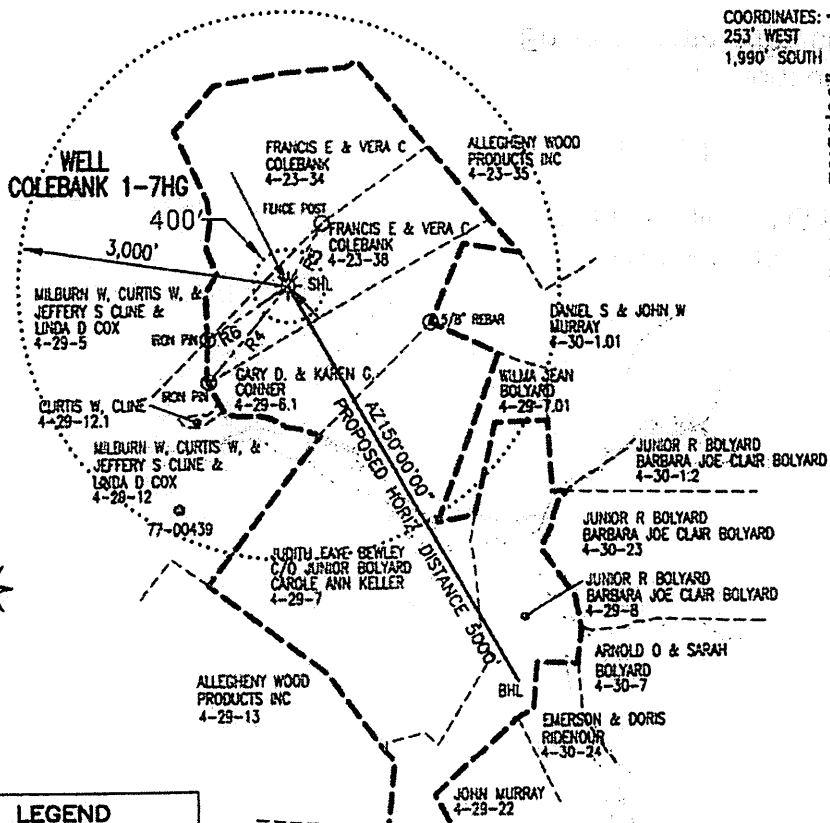 COORDINATES:
253' WEST
1,990' SOUTH
WELL
COLEBANK 1-7HG
400'
3,000'
FRANCIS E & VERA C
COLEBANK
4-23-34
ALLEGHENY WOOD
PRODUCTS INC
4-23-35
FENCE POST
FRANCIS E & VERA C
COLEBANK
4-23-38
SHL
MILBURN W, CURTIS W, &
JEFFERY S CLINE &
LINDA D COX
4-29-5
IRON PIN
R6
R4
5/8" REBAR
DANIEL S & JOHN W
MURRAY
4-30-1.01
IRON PIN
GARY D. & KAREN G.
CONNER
4-29-6.1
WILMA JEAN
BOLYARD
4-29-7.01
CURTIS W, CLINE
4-29-12.1
MILBURN W, CURTIS W, &
JEFFERY S CLINE &
LINDA D COX
4-29-12
77-00439
AZ150°00'00"
PROPOSED HORIZ. DISTANCE 5000'
JUNIOR R BOLYARD
BARBARA JOE CLAIR BOLYARD
4-30-1.2
JUNIOR R BOLYARD
BARBARA JOE CLAIR BOLYARD
4-30-23
JUDITH EAYE BEWLEY
C/O JUNIOR BOLYARD
CAROLE ANN KELLER
4-29-7
JUNIOR R BOLYARD
BARBARA JOE CLAIR BOLYARD
4-29-8
ARNOLD O & SARAH
BOLYARD
4-30-7
ALLEGHENY WOOD
PRODUCTS INC
4-29-13
BHL
EMERSON & DORIS
RIDENOUR
4-30-24
JOHN MURRAY
4-29-22
LEGEND